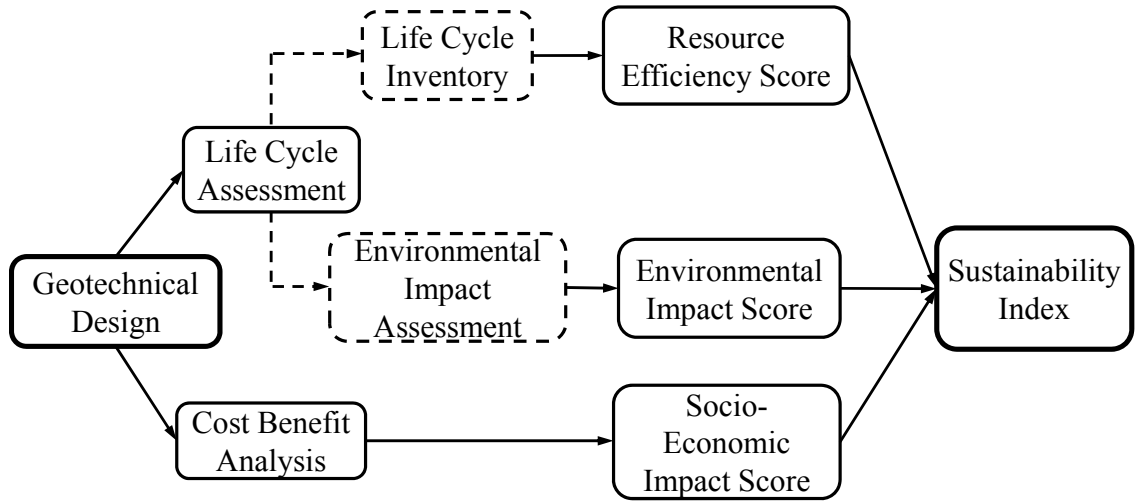 Life Cycle
Inventory
Resource
Efficiency Score
Life Cycle
Assessment
Geotechnical
Design
Environmental
Impact
Assessment
Environmental
Impact Score
Sustainability
Index
Cost Benefit
Analysis
Socio-
Economic
Impact Score